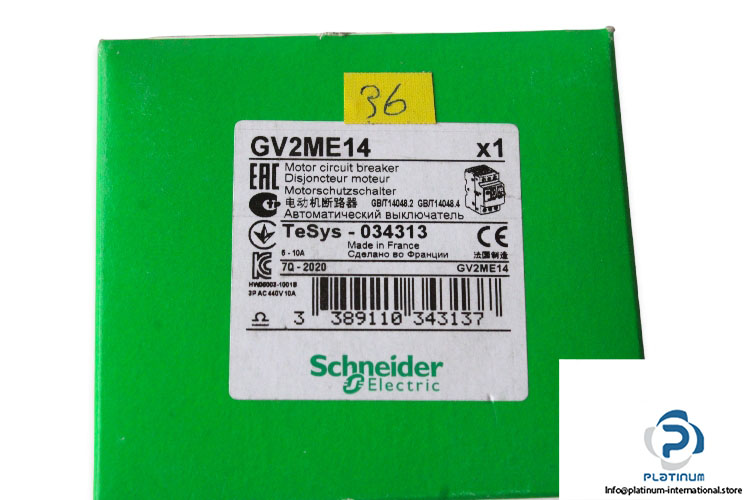 36
GV2ME14 x1
EAC Motor circuit breaker
Disjoncteur moteur
Motorschutzschalter
电动机断路器 GB/T14048.2 GB/T14048.4
Автоматический выключатель
TeSys - 034313 CE
Made in France
6 - 10A Сделано во Франции 法国制造
7Q - 2020 GV2ME14
3P AC 440V 10A
3 389110 343137
Schneider
Electric
PLATINUM
Info@platinum-international.store